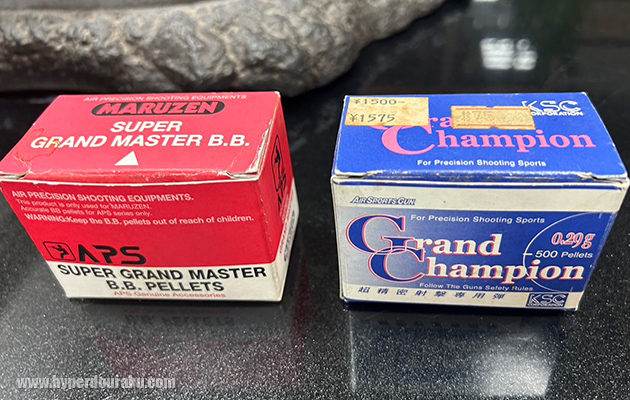 AIR PRECISION SHOOTING EQUIPMENTS
MARUZEN
SUPER
GRAND MASTER B.B.
AIR PRECISION SHOOTING EQUIPMENTS.
This product is only used for MARUZEN.
Accurate BB pellets for APS series only.
WARNING:Keep the B.B. pellets out of reach of children.
APS
SUPER GRAND MASTER
B.B. PELLETS
APS Genuine Accessories
¥1500-
¥1575
KSC
CORPORATION
Grand
Champion
For Precision Shooting Sports
AIRSPORTS GUN
For Precision Shooting Sports
Grand
Champion
0.29g
500 Pellets
Follow The Guns Safety Rules
超精密射撃専用弾
KSC
CORPORATION
www.hyperdouraku.com